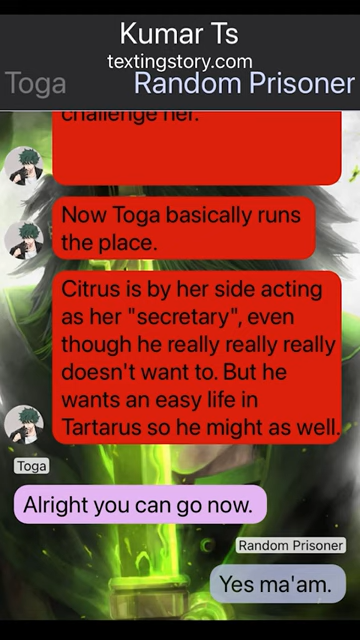 Kumar Ts
textingstory.com
Toga Random Prisoner
challenge her.
Now Toga basically runs
the place.
Citrus is by her side acting
as her "secretary", even
though he really really really
doesn't want to. But he
wants an easy life in
Tartarus so he might as well.
Toga
Alright you can go now.
Random Prisoner
Yes ma'am.